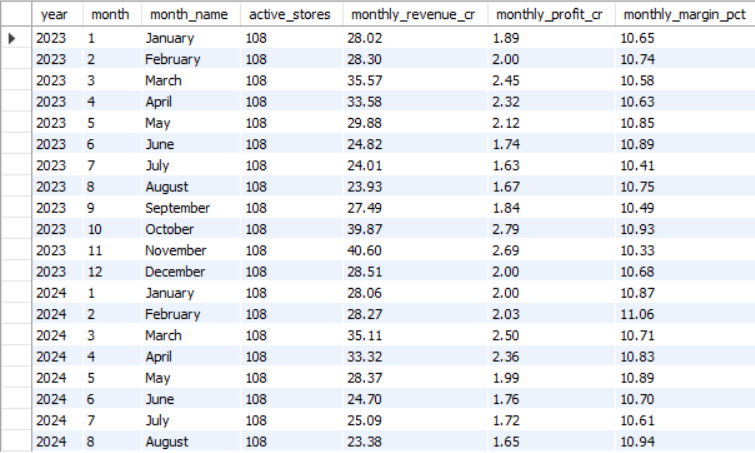 year month month_name active_stores monthly_revenue_cr monthly_profit_cr monthly_margin_pct
2023 1 January 108 28.02 1.89 10.65
2023 2 February 108 28.30 2.00 10.74
2023 3 March 108 35.57 2.45 10.58
2023 4 April 108 33.58 2.32 10.63
2023 5 May 108 29.88 2.12 10.85
2023 6 June 108 24.82 1.74 10.89
2023 7 July 108 24.01 1.63 10.41
2023 8 August 108 23.93 1.67 10.75
2023 9 September 108 27.49 1.84 10.49
2023 10 October 108 39.87 2.79 10.93
2023 11 November 108 40.60 2.69 10.33
2023 12 December 108 28.51 2.00 10.68
2024 1 January 108 28.06 2.00 10.87
2024 2 February 108 28.27 2.03 11.06
2024 3 March 108 35.11 2.50 10.71
2024 4 April 108 33.32 2.36 10.83
2024 5 May 108 28.37 1.99 10.89
2024 6 June 108 24.70 1.76 10.70
2024 7 July 108 25.09 1.72 10.61
2024 8 August 108 23.38 1.65 10.94